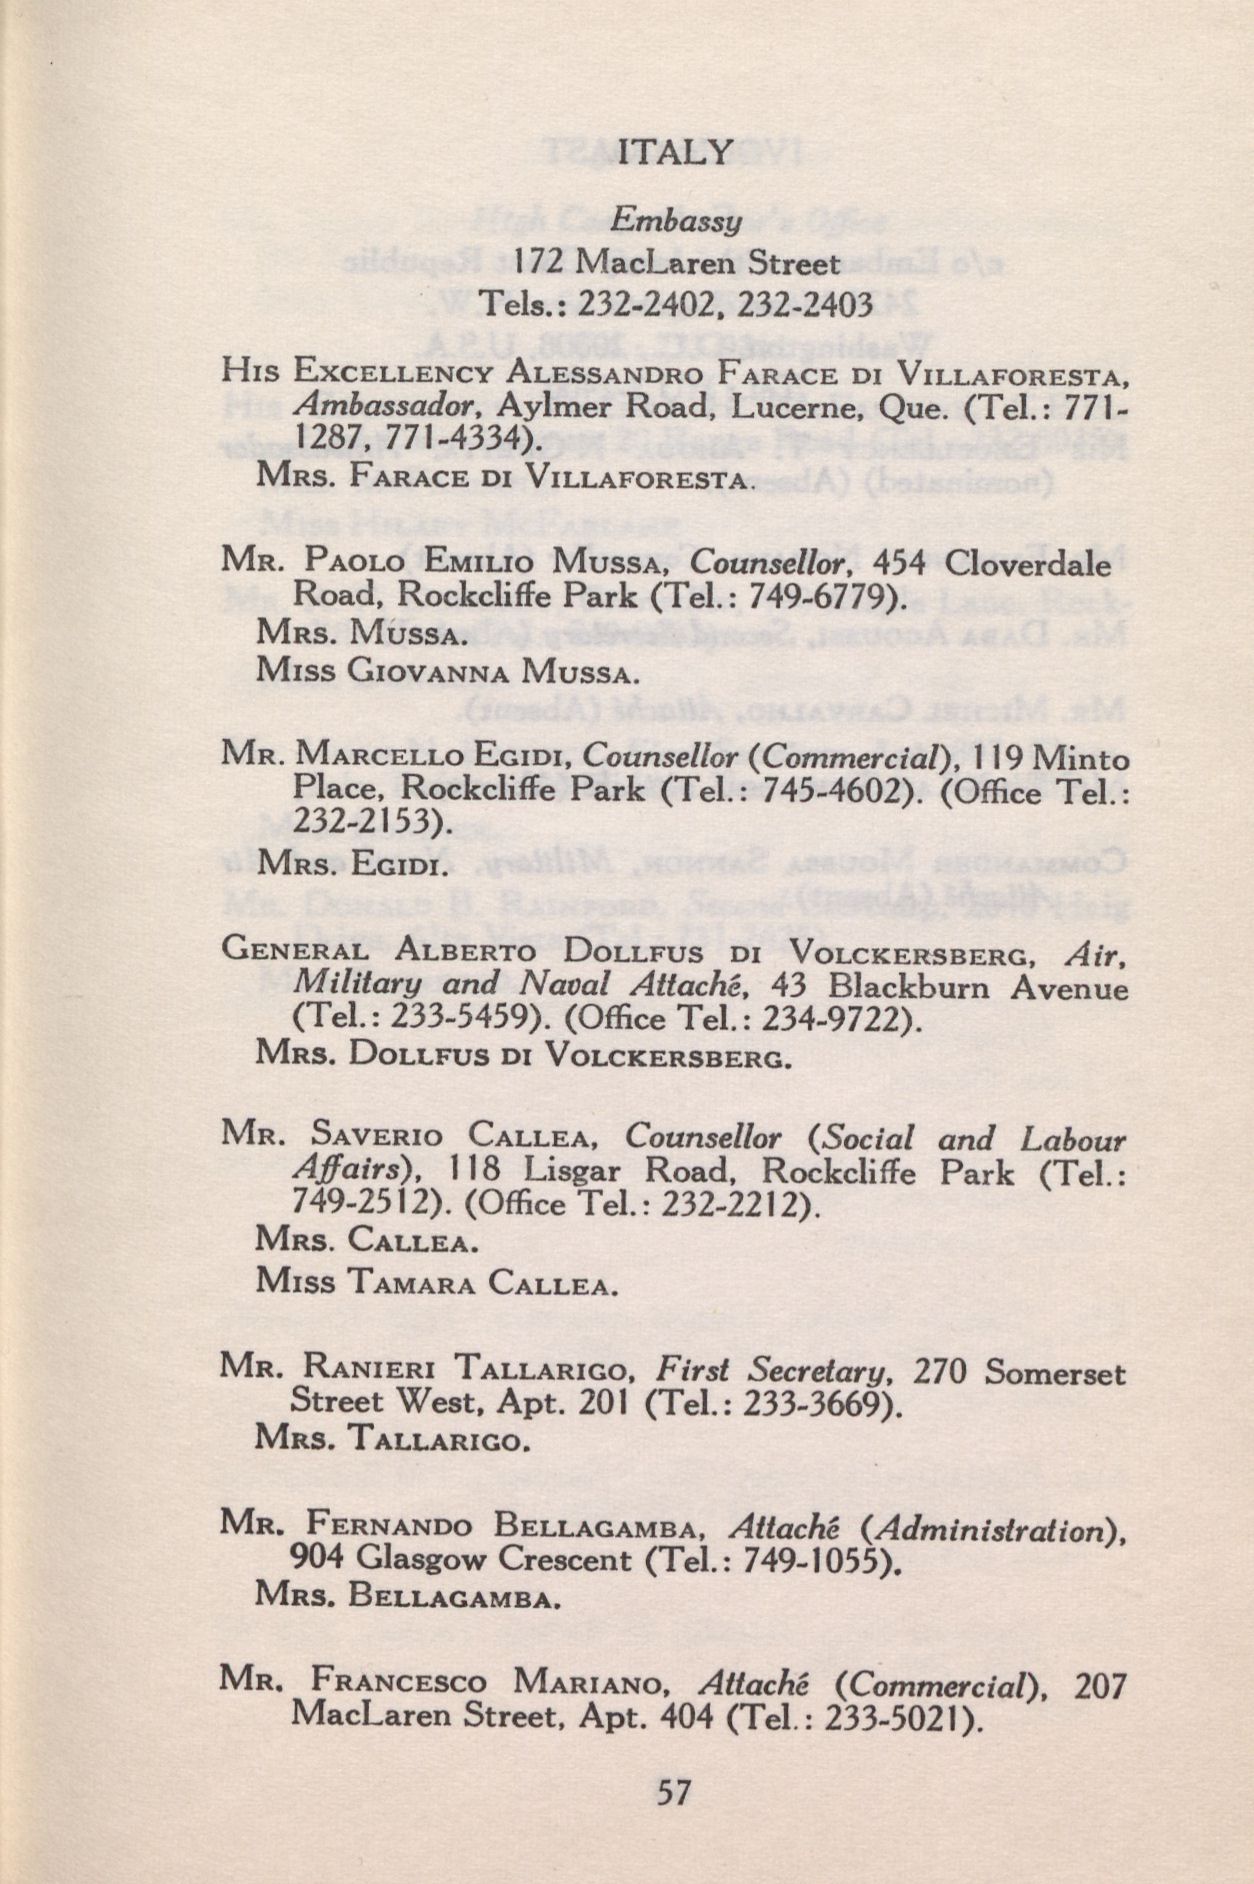 ITALY
Embassy
172 MacLaren Street
Tels.: 232-2402, 232-2403
HIS EXCELLENCY ALESSANDRO FARACE DI VILLAFORESTA,
Ambassador, Aylmer Road, Lucerne, Que. (Tel.: 771-
1287, 771-4334).
MRS. FARACE DI VILLAFORESTA.
MR. PAOLO EMILIO MUSSA, Counsellor, 454 Cloverdale
Road, Rockcliffe Park (Tel.: 749-6779).
MRS. MUSSA.
MISS GIOVANNA MUSSA.
MR. MARCELLO EGIDI, Counsellor (Commercial), 119 Minto
Place, Rockcliffe Park (Tel.: 745-4602). (Office Tel.:
232-2153).
MRS. EGIDI.
GENERAL ALBERTO DOLLFUS DI VOLCKERSBERG, Air,
Military and Naval Attaché, 43 Blackburn Avenue
(Tel.: 233-5459). (Office Tel.: 234-9722).
MRS. DOLLFUS DI VOLCKERSBERG.
MR. SAVERIO CALLEA, Counsellor (Social and Labour
Affairs), 118 Lisgar Road, Rockcliffe Park (Tel.:
749-2512). (Office Tel.: 232-2212).
MRS. CALLEA.
MISS TAMARA CALLEA.
MR. RANIERI TALLARIGO, First Secretary, 270 Somerset
Street West, Apt. 201 (Tel.: 233-3669).
MRS. TALLARIGO.
MR. FERNANDO BELLAGAMBA, Attaché (Administration),
904 Glasgow Crescent (Tel.: 749-1055).
MRS. BELLAGAMBA.
MR. FRANCESCO MARIANO, Attaché (Commercial), 207
MacLaren Street, Apt. 404 (Tel.: 233-5021).
57